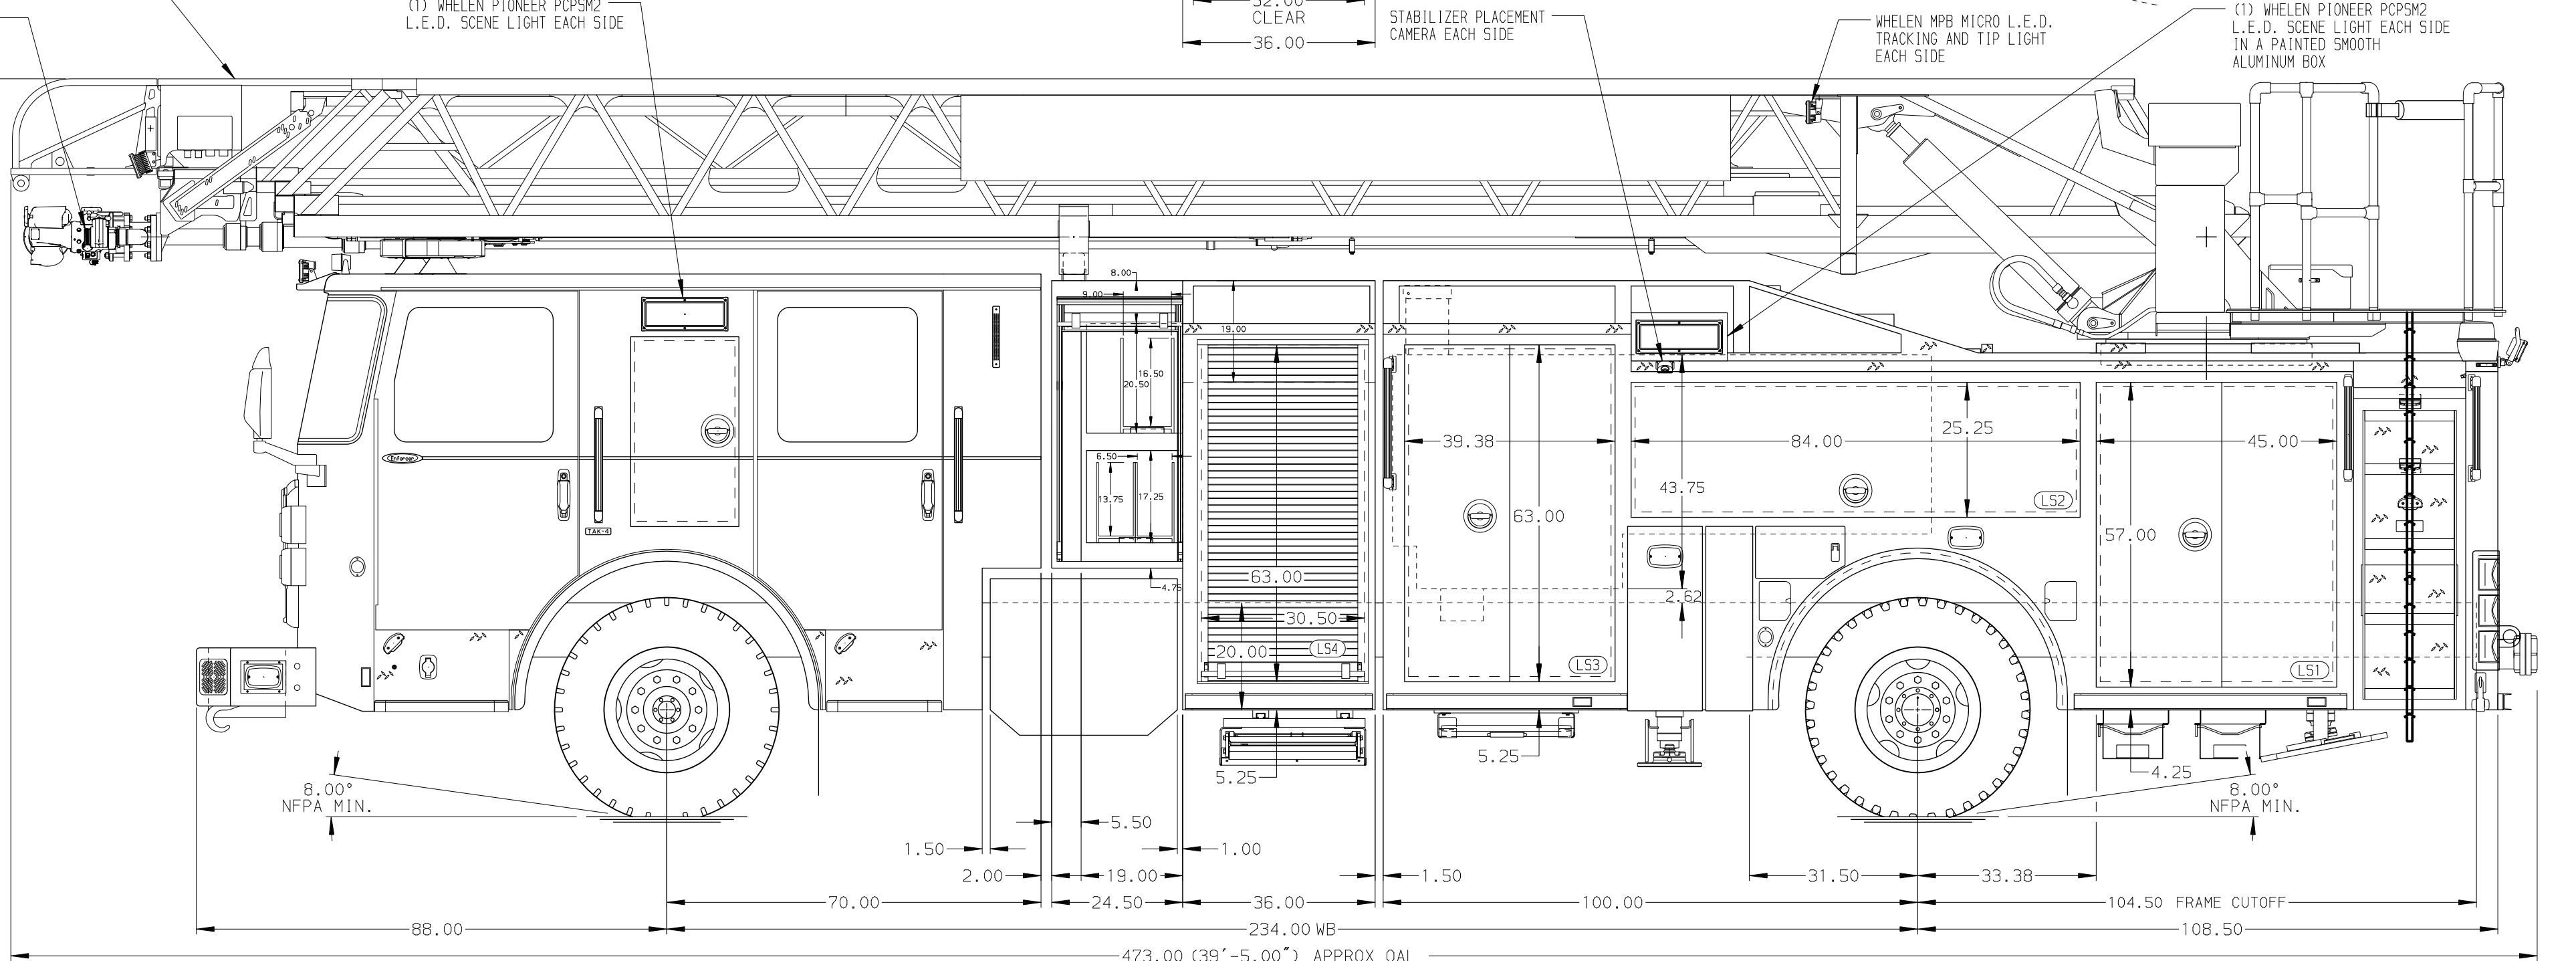 (1) WHELEN PIONEER PCPSM2
L.E.D. SCENE LIGHT EACH SIDE
32.00
CLEAR
36.00
STABILIZER PLACEMENT
CAMERA EACH SIDE
WHELEN MPB MICRO L.E.D.
TRACKING AND TIP LIGHT
EACH SIDE
(1) WHELEN PIONEER PCPSM2
L.E.D. SCENE LIGHT EACH SIDE
IN A PAINTED SMOOTH
ALUMINUM BOX
8.00
9.00
19.00
16.50
20.50
39.38
84.00
25.25
45.00
Enforcer
6.50
13.75
17.25
43.75
LS2
63.00
TAK-4
57.00
63.00
4.75
2.62
30.50
20.00
LS4
LS3
LS1
5.25
5.25
4.25
8.00°
NFPA MIN.
8.00°
NFPA MIN.
5.50
1.50
1.00
2.00
19.00
1.50
31.50
33.38
70.00
24.50
36.00
100.00
104.50 FRAME CUTOFF
88.00
234.00 WB
108.50
473.00 (39'-5.00") APPROX OAL